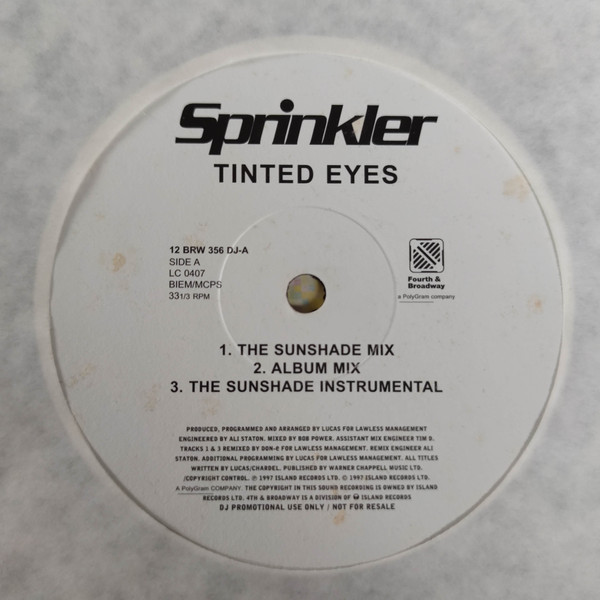 Sprinkler
TINTED EYES
12 BRW 356 DJ-A
SIDE A
LC 0407
BIEM/MCPS
33 1/3 RPM
Fourth &
Broadway
a PolyGram company
1. THE SUNSHADE MIX
2. ALBUM MIX
3. THE SUNSHADE INSTRUMENTAL
PRODUCED, PROGRAMMED AND ARRANGED BY LUCAS FOR LAWLESS MANAGEMENT
ENGINEERED BY ALI STATON. MIXED BY BOB POWER. ASSISTANT MIX ENGINEER TIM D.
TRACKS 1 & 3 REMIXED BY DON-e FOR LAWLESS MANAGEMENT. REMIX ENGINEER ALI
STATON. ADDITIONAL PROGRAMMING BY LUCAS FOR LAWLESS MANAGEMENT. ALL TITLES
WRITTEN BY LUCAS/CHARDEL. PUBLISHED BY WARNER CHAPPELL MUSIC LTD.
/COPYRIGHT CONTROL. ℗ 1997 ISLAND RECORDS LTD. © 1997 ISLAND RECORDS LTD.
A PolyGram COMPANY. THE COPYRIGHT IN THIS SOUND RECORDING IS OWNED BY ISLAND
RECORDS LTD. 4TH & BROADWAY IS A DIVISION OF ISLAND RECORDS
DJ PROMOTIONAL USE ONLY / NOT FOR RESALE